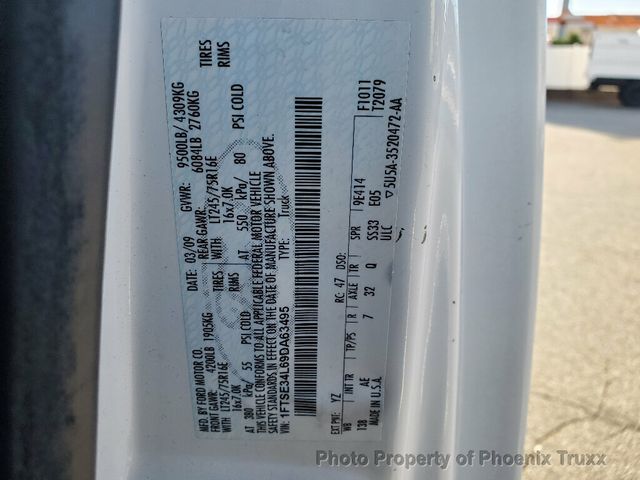 MFD. BY FORD MOTOR CO.
DATE: 03/09 GVWR: 9500LB/ 4309KG
FRONT GAWR: 4200LB 1905KG REAR GAWR: 6084LB 2760KG
WITH LT245/75R16E TIRES WITH LT245/75R16E TIRES
16x7.0K RIMS 16x7.0K RIMS
AT 380 kPa/ 55 PSI COLD AT 550 kPa/ 80 PSI COLD
THIS VEHICLE CONFORMS TO ALL APPLICABLE FEDERAL MOTOR VEHICLE
SAFETY STANDARDS IN EFFECT ON THE DATE OF MANUFACTURE SHOWN ABOVE.
VIN: 1FTSE34L69DA63495
Truck
F1011
T2079
EXT PNT: YZ RC: 47 DSO:
WB INT TR TP/PS R AXLE TR SPR 9E414
138 AE 7 32 Q SS33 E05
ULC
MADE IN U.S.A.
▽5U5A-3520472-AA
Photo Property of Phoenix Truxx